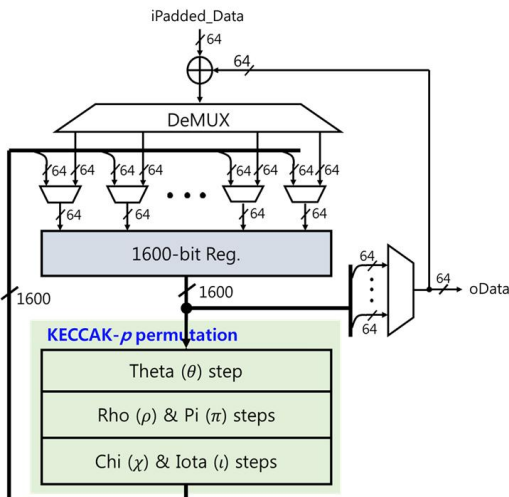 iPadded_Data
64
64
DeMUX
64 64 64 64 64 64 64 64
64 64 64 64
1600-bit Reg.
64
64
64
oData
1600
1600
KECCAK-p permutation
Theta (θ) step
Rho (ρ) & Pi (π) steps
Chi (χ) & Iota (ι) steps